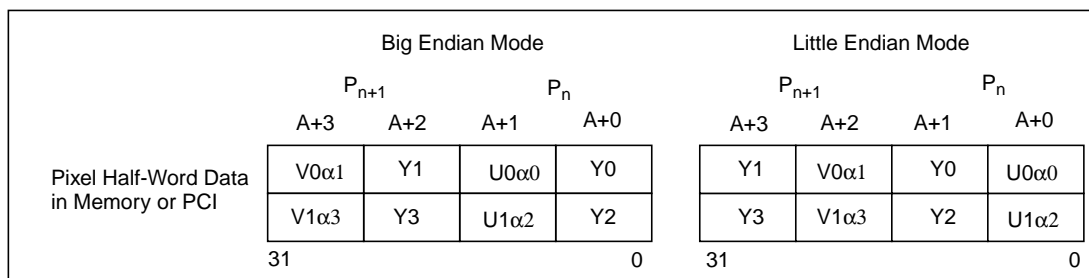 Big Endian Mode Little Endian Mode
Pn+1 Pn Pn+1 Pn
A+3 A+2 A+1 A+0 A+3 A+2 A+1 A+0
Pixel Half-Word Data
in Memory or PCI
V0α1 Y1 U0α0 Y0 Y1 V0α1 Y0 U0α0
V1α3 Y3 U1α2 Y2 Y3 V1α3 Y2 U1α2
31 0 31 0